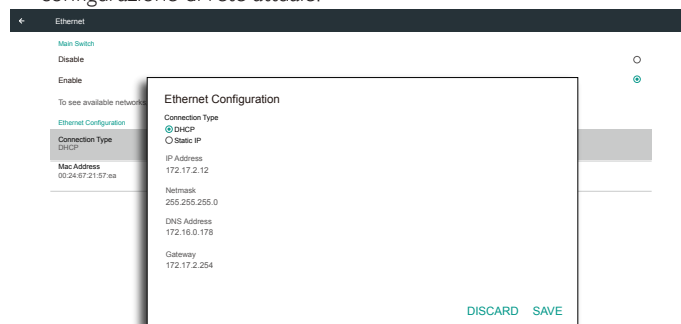 configurazione di rete attuale.
Ethernet
Main Switch
Disable
Enable
To see available networks
Ethernet Configuration
Connection Type
DHCP
Mac Address
00:24:67:21:57:ea
Ethernet Configuration
Connection Type
DHCP
Static IP
IP Address
172.17.2.12
Netmask
255.255.255.0
DNS Address
172.16.0.178
Gateway
172.17.2.254
DISCARD SAVE